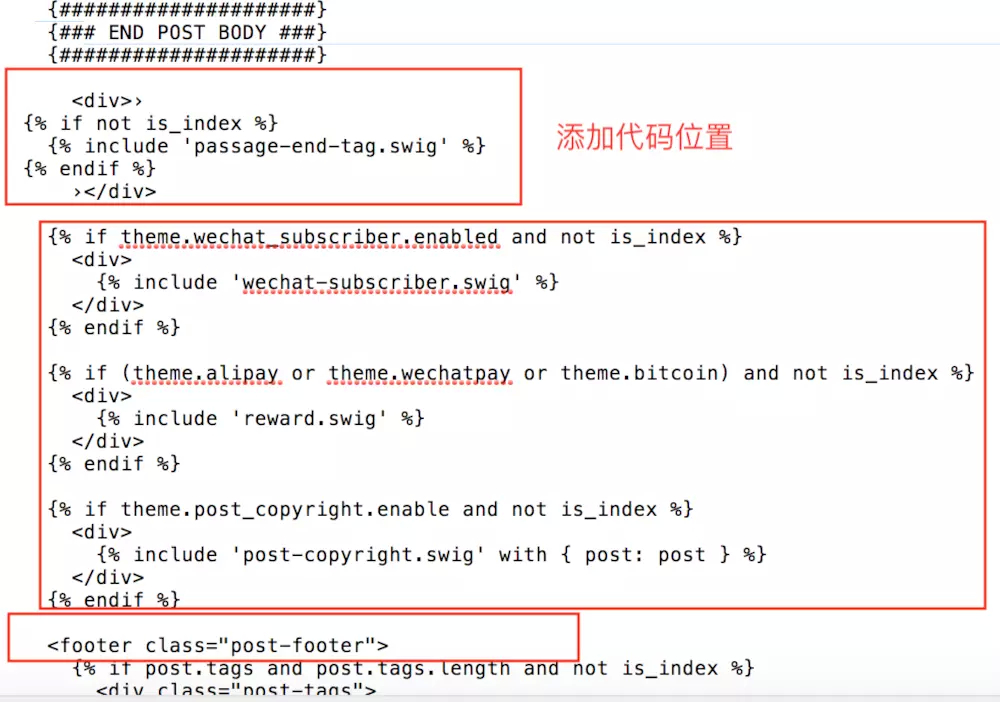 {#####################}
{### END POST BODY ###}
{#####################}
<div>›
{% if not is_index %}
{% include 'passage-end-tag.swig' %}
{% endif %}
›</div>
添加代码位置
{% if theme.wechat_subscriber.enabled and not is_index %}
<div>
{% include 'wechat-subscriber.swig' %}
</div>
{% endif %}
{% if (theme.alipay or theme.wechatpay or theme.bitcoin) and not is_index %}
<div>
{% include 'reward.swig' %}
</div>
{% endif %}
{% if theme.post_copyright.enable and not is_index %}
<div>
{% include 'post-copyright.swig' with { post: post } %}
</div>
{% endif %}
<footer class="post-footer">
{% if post.tags and post.tags.length and not is_index %}
<div class="post-tags">